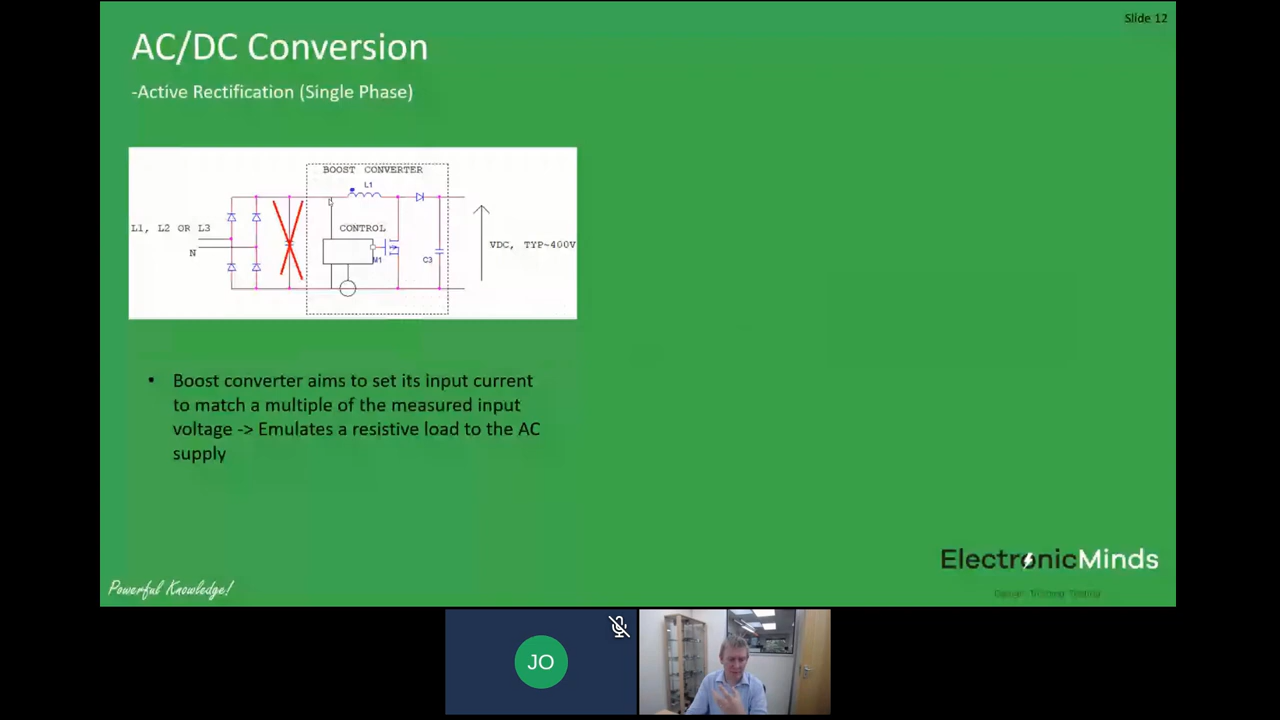 Slide 12
AC/DC Conversion
-Active Rectification (Single Phase)
BOOST CONVERTER
L1
L1, L2 OR L3
CONTROL
N
M1
C3
VDC, TYP~400V
• Boost converter aims to set its input current
to match a multiple of the measured input
voltage -> Emulates a resistive load to the AC
supply
ElectronicMinds
Powerful Knowledge!
JO